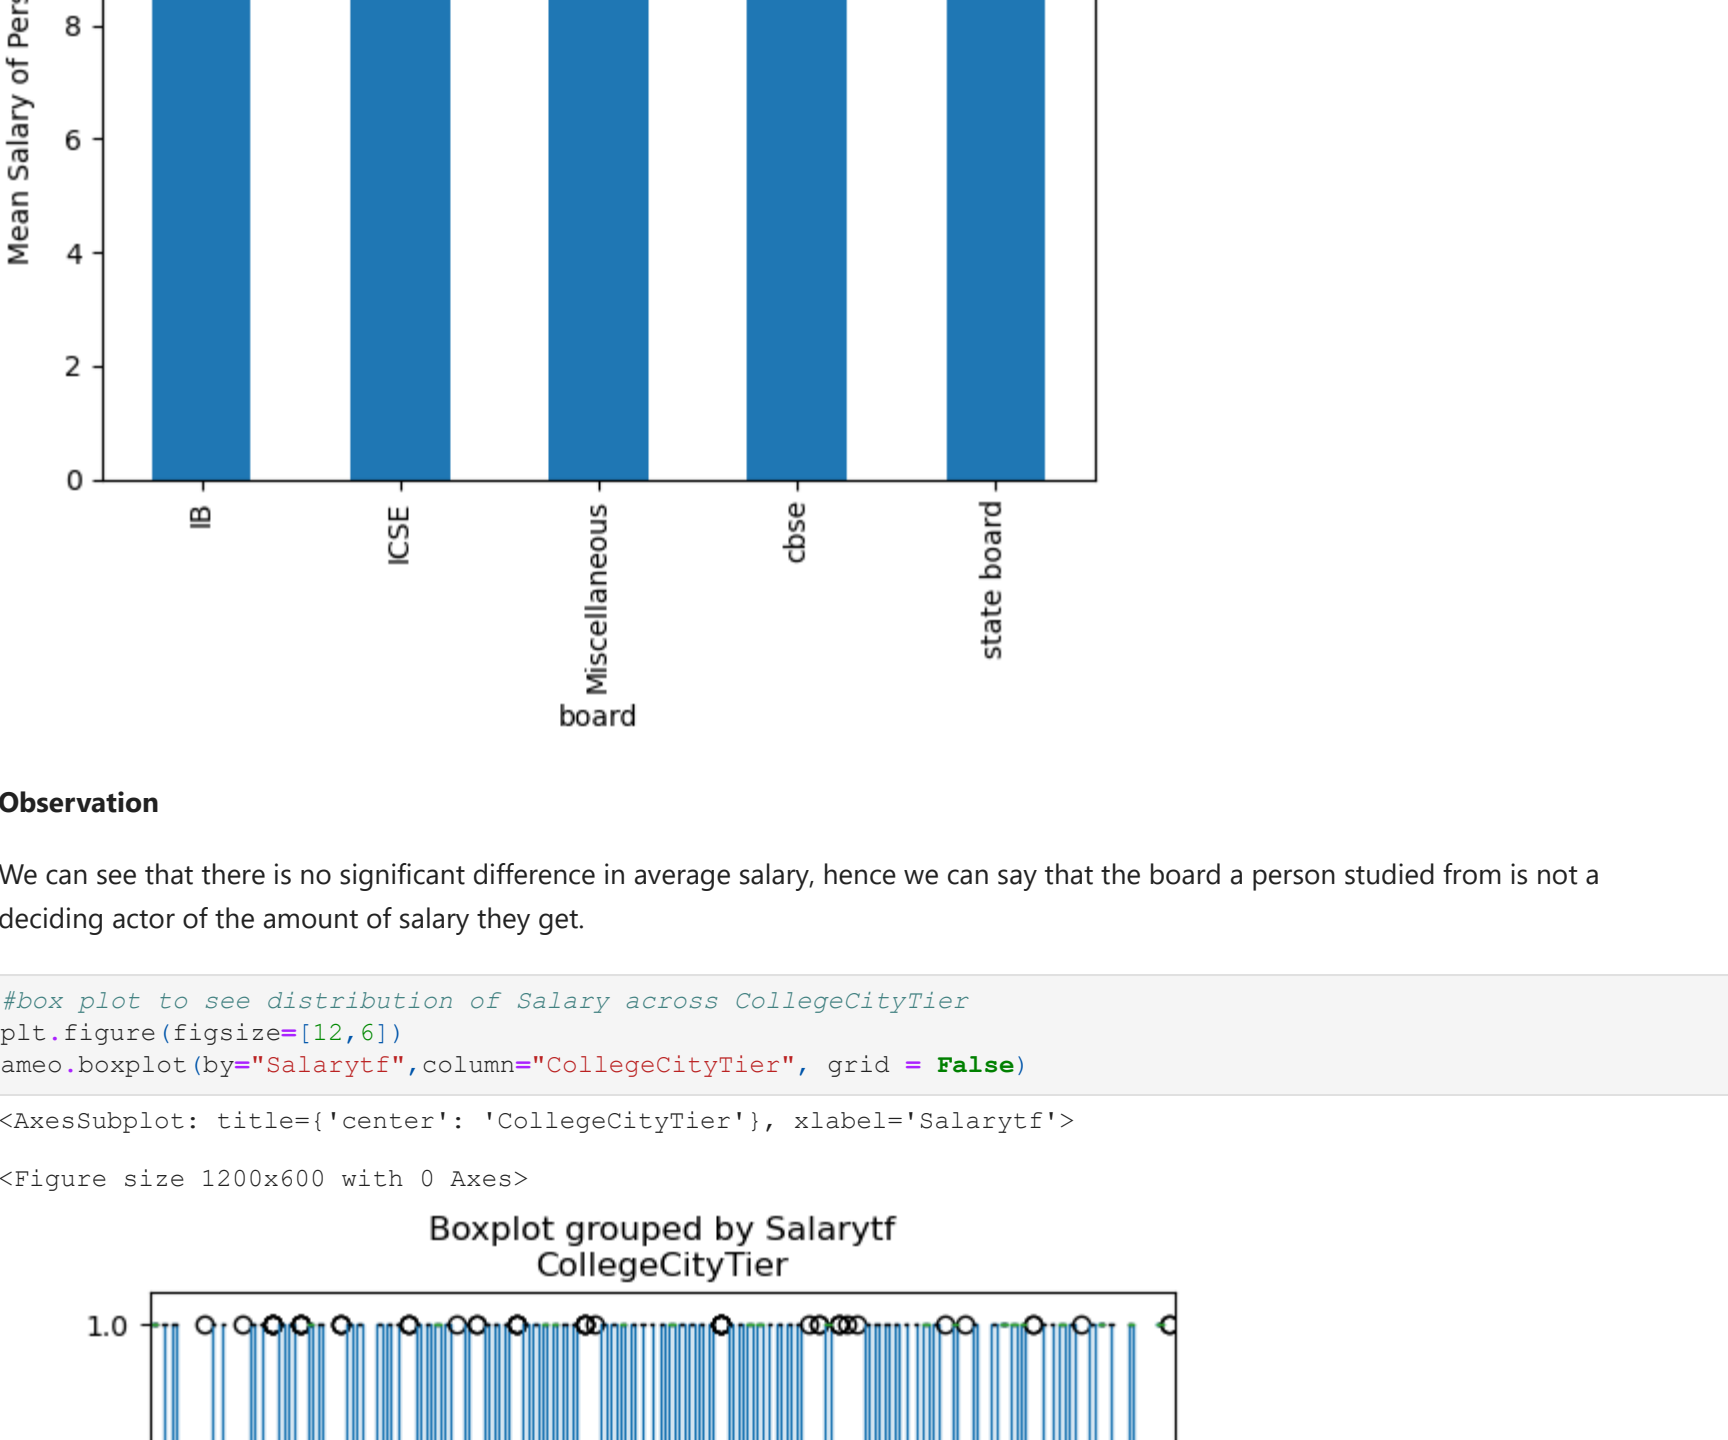 8
Mean Salary of Pers
6
4
2
0
IB
ICSE
Miscellaneous
cbse
state board
board
Observation
We can see that there is no significant difference in average salary, hence we can say that the board a person studied from is not a
deciding actor of the amount of salary they get.
#box plot to see distribution of Salary across CollegeCityTier
plt.figure(figsize=[12,6])
ameo.boxplot(by="Salarytf",column="CollegeCityTier", grid = False)
<AxesSubplot: title={'center': 'CollegeCityTier'}, xlabel='Salarytf'>
<Figure size 1200x600 with 0 Axes>
Boxplot grouped by Salarytf
CollegeCityTier
1.0